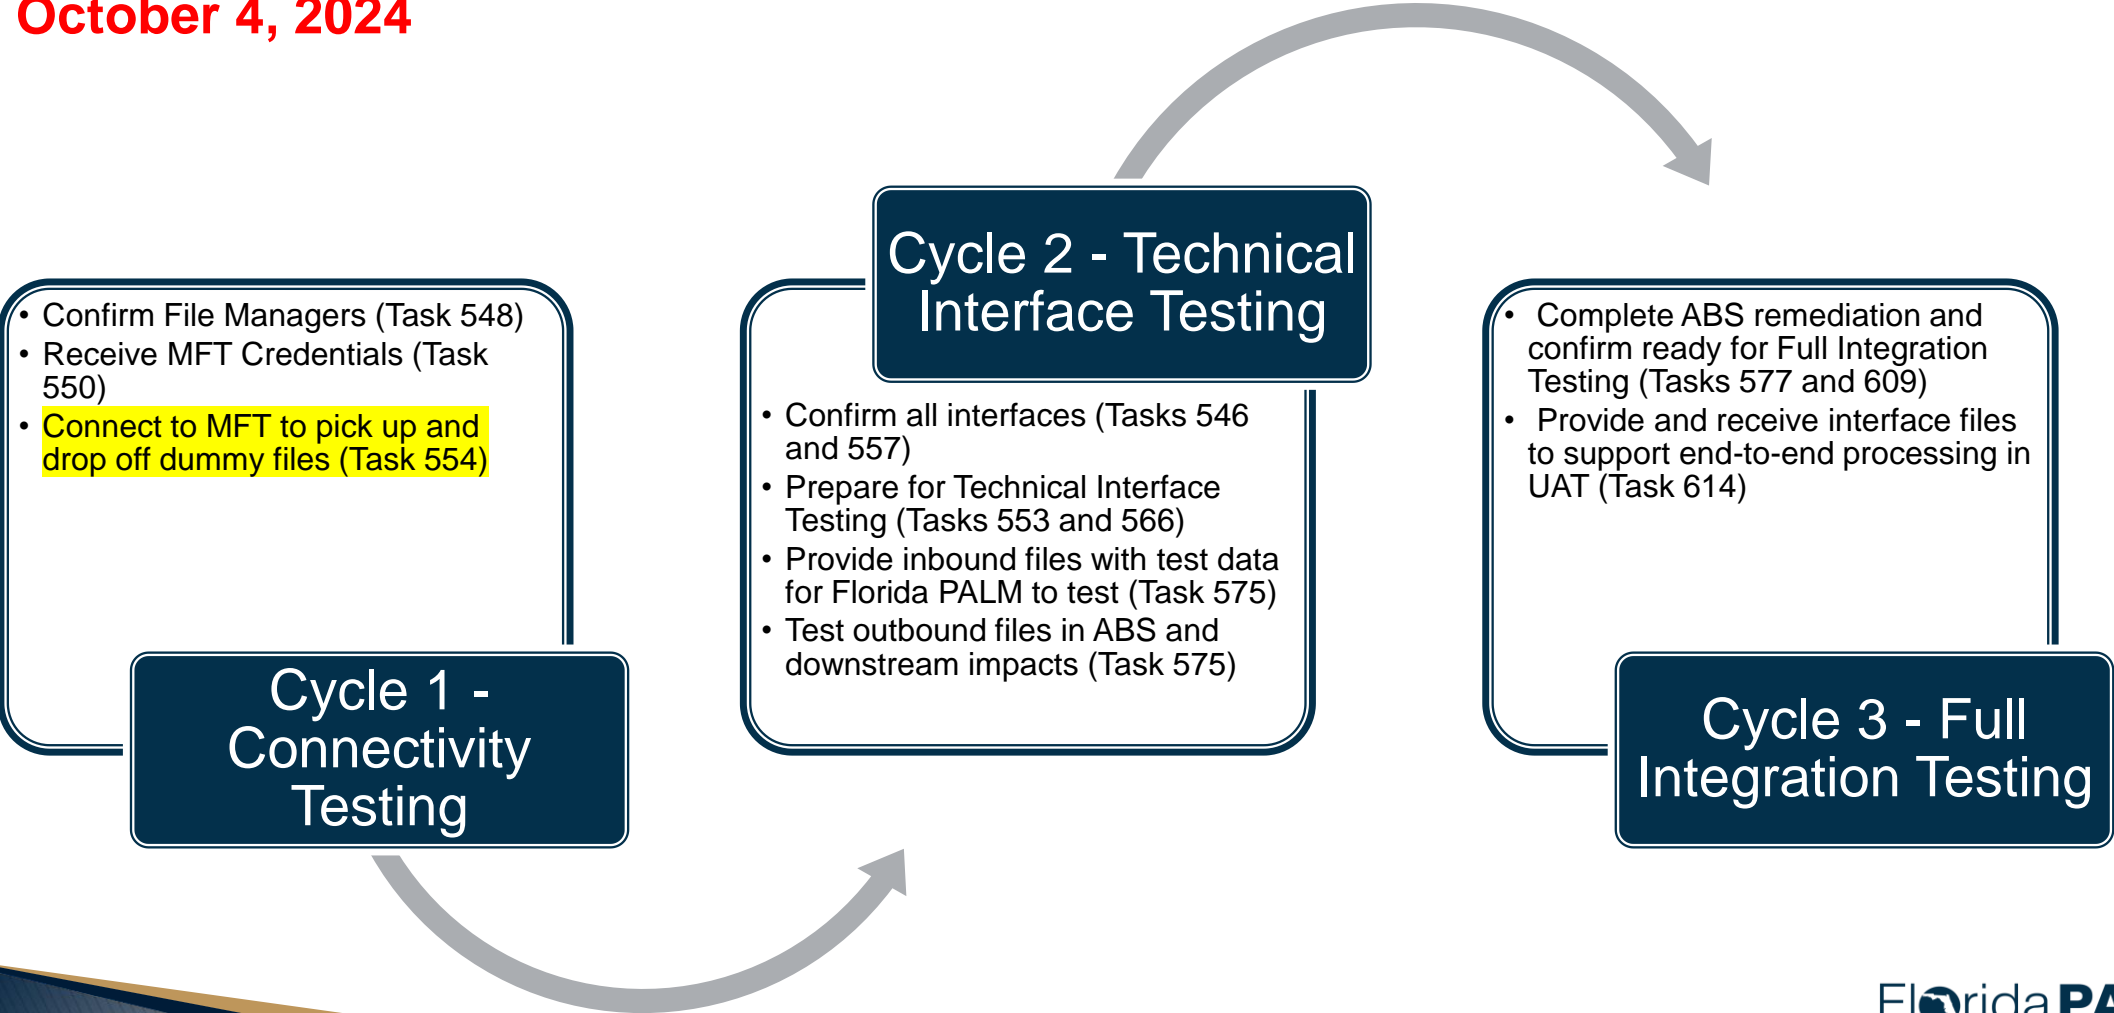 October 4, 2024
• Confirm File Managers (Task 548)
• Receive MFT Credentials (Task
550)
• Connect to MFT to pick up and
drop off dummy files (Task 554)
Cycle 1 -
Connectivity
Testing
Cycle 2 - Technical
Interface Testing
• Confirm all interfaces (Tasks 546
and 557)
• Prepare for Technical Interface
Testing (Tasks 553 and 566)
• Provide inbound files with test data
for Florida PALM to test (Task 575)
• Test outbound files in ABS and
downstream impacts (Task 575)
• Complete ABS remediation and
confirm ready for Full Integration
Testing (Tasks 577 and 609)
• Provide and receive interface files
to support end-to-end processing in
UAT (Task 614)
Cycle 3 - Full
Integration Testing
Florida PA